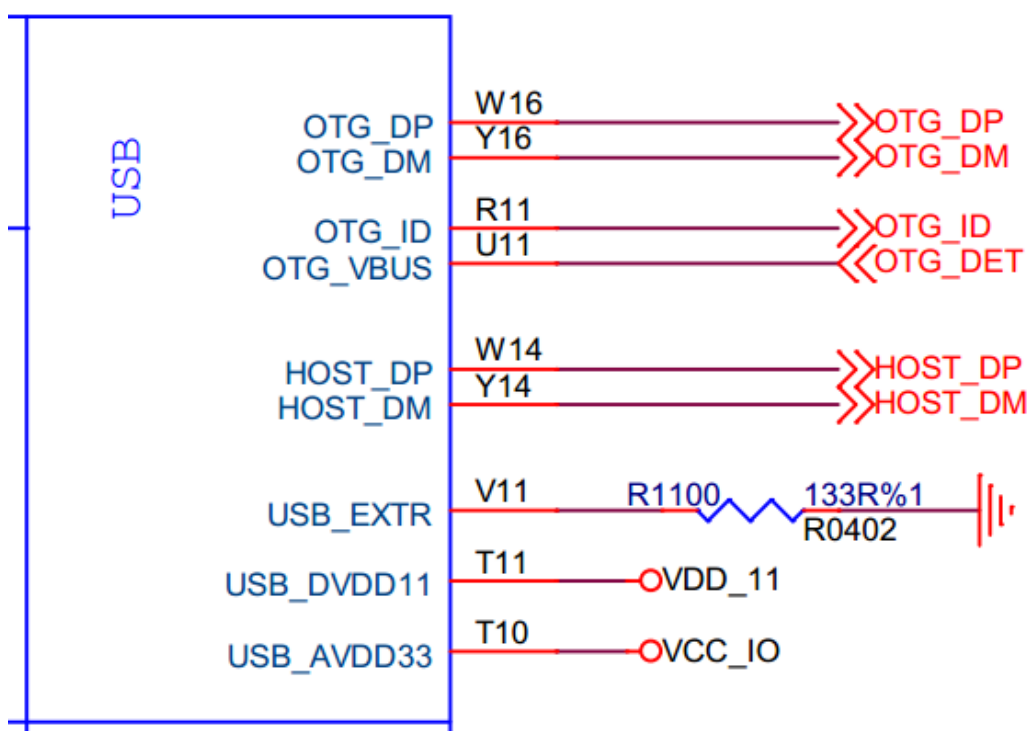 USB
OTG_DP W16 OTG_DP
OTG_DM Y16 OTG_DM
OTG_ID R11 OTG_ID
OTG_VBUS U11 OTG_DET
HOST_DP W14 HOST_DP
HOST_DM Y14 HOST_DM
USB_EXTR V11 R1100 133R%1
R0402
USB_DVDD11 T11 VDD_11
USB_AVDD33 T10 VCC_IO